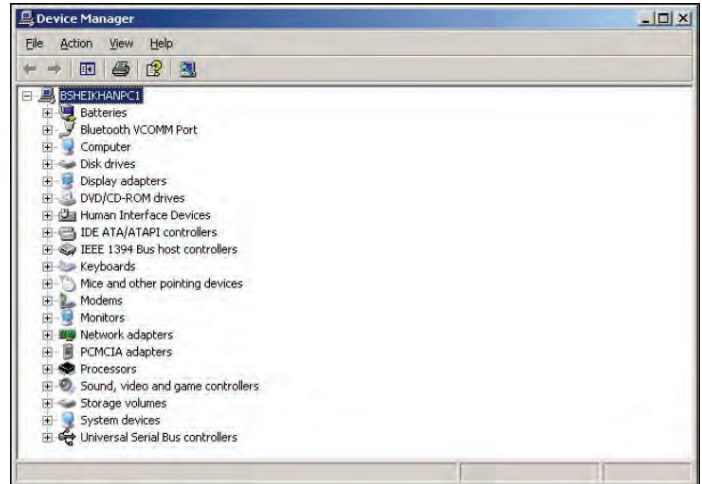 Device Manager
File Action View Help
BSHEIKHANPC1
Batteries
Bluetooth VCOMM Port
Computer
Disk drives
Display adapters
DVD/CD-ROM drives
Human Interface Devices
IDE ATA/ATAPI controllers
IEEE 1394 Bus host controllers
Keyboards
Mice and other pointing devices
Modems
Monitors
Network adapters
PCMCIA adapters
Processors
Sound, video and game controllers
Storage volumes
System devices
Universal Serial Bus controllers